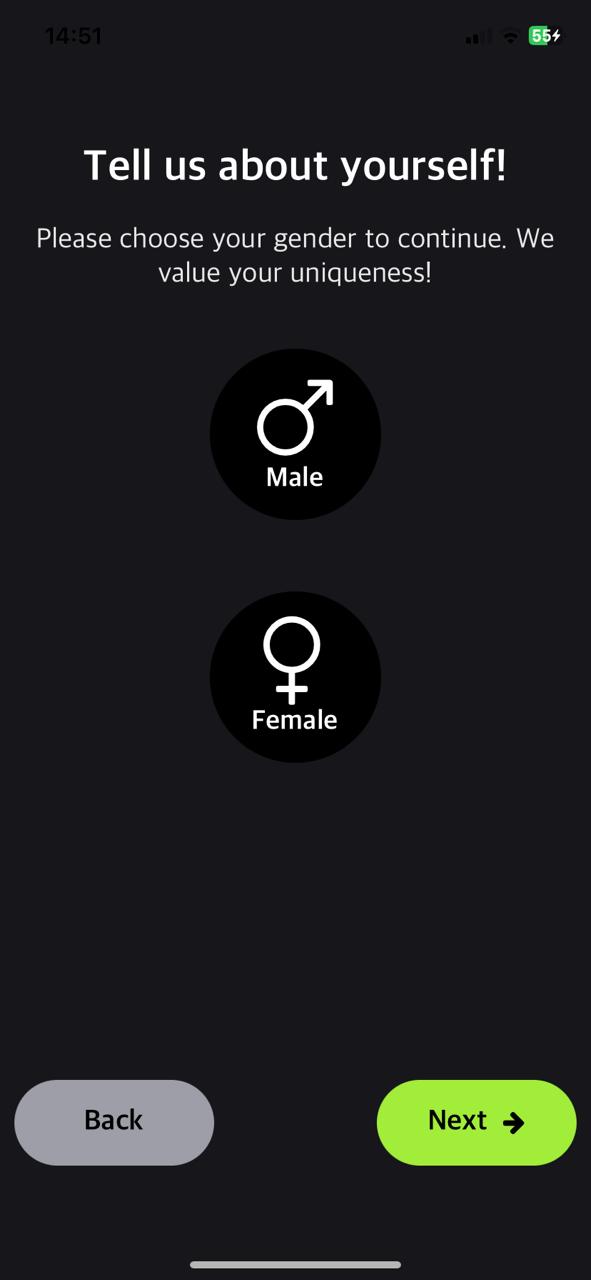 14:51
55
Tell us about yourself!
Please choose your gender to continue. We
value your uniqueness!
Male
Female
Back
Next